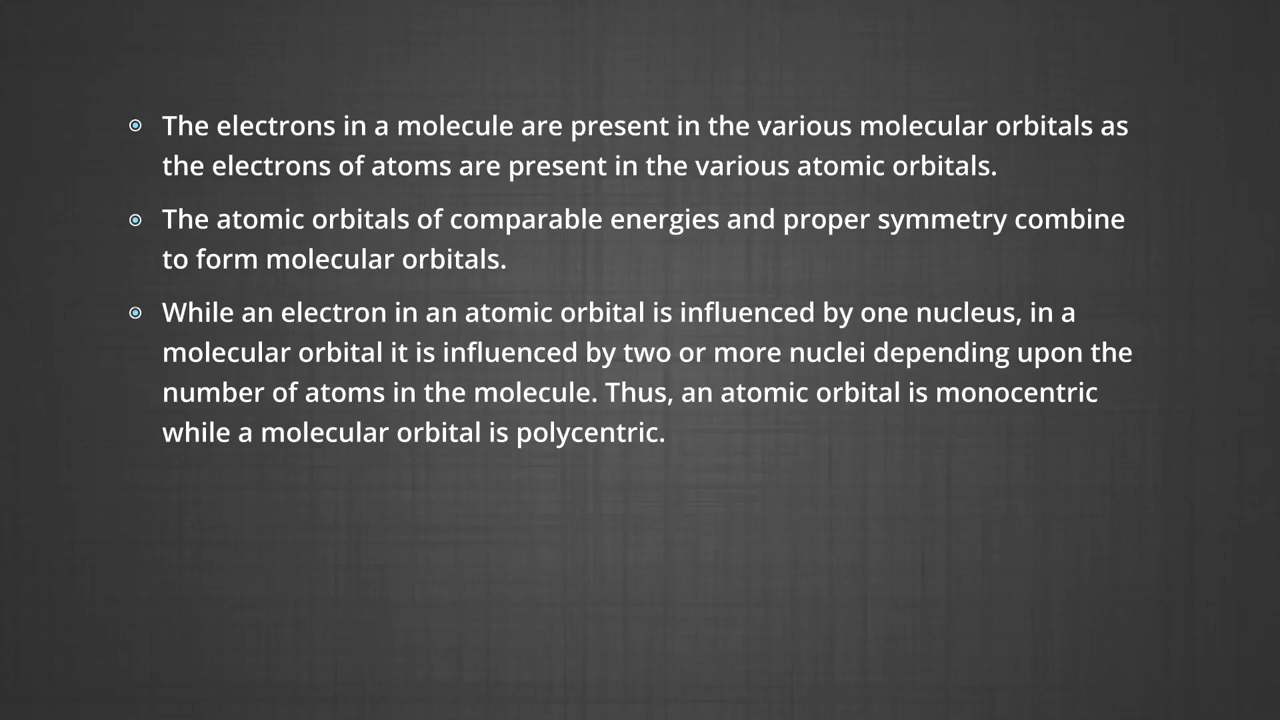 The electrons in a molecule are present in the various molecular orbitals as
the electrons of atoms are present in the various atomic orbitals.
The atomic orbitals of comparable energies and proper symmetry combine
to form molecular orbitals.
While an electron in an atomic orbital is influenced by one nucleus, in a
molecular orbital it is influenced by two or more nuclei depending upon the
number of atoms in the molecule. Thus, an atomic orbital is monocentric
while a molecular orbital is polycentric.